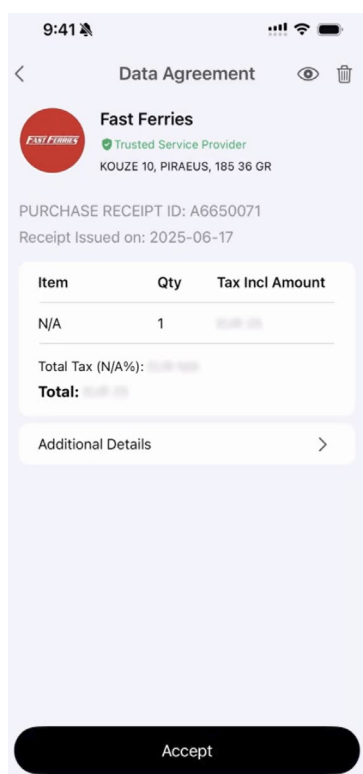 9:41
Data Agreement
FAST FERRIES
Fast Ferries
Trusted Service Provider
KOUZE 10, PIRAEUS, 185 36 GR
PURCHASE RECEIPT ID: A6650071
Receipt Issued on: 2025-06-17
Item Qty Tax Incl Amount
N/A 1
Total Tax (N/A%):
Total:
Additional Details
Accept